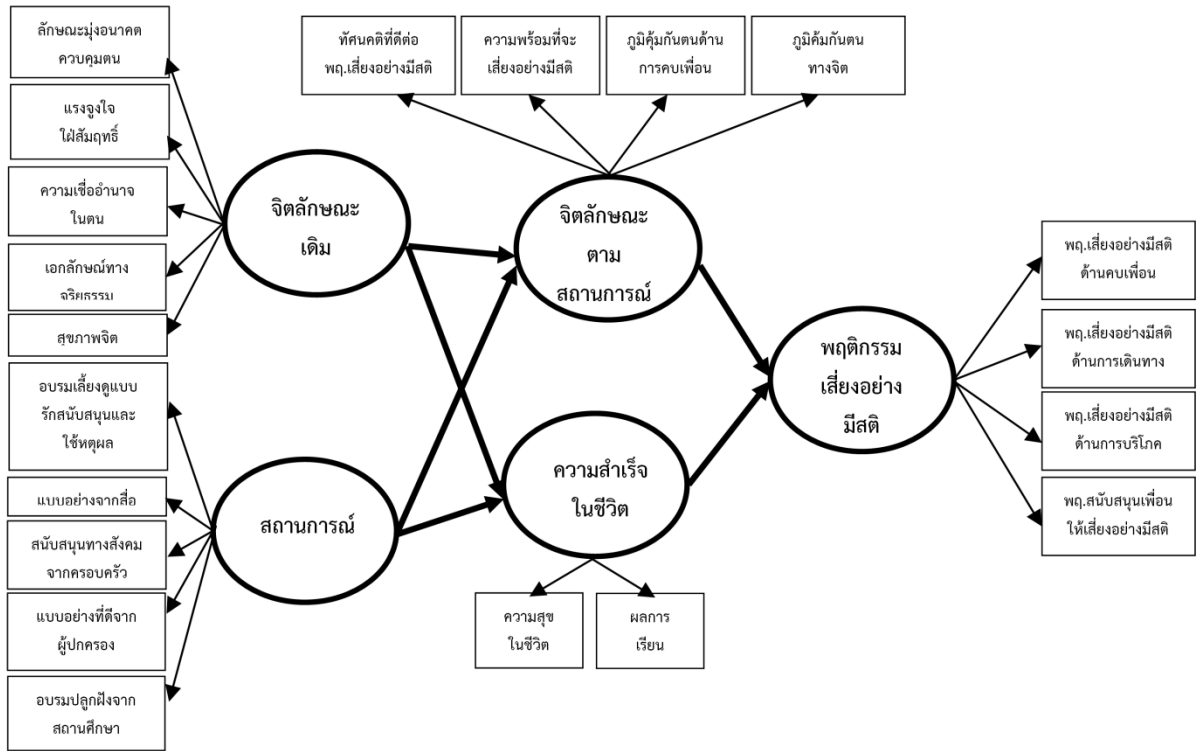 ลักษณะมุ่งอนาคต
ควบคุมตน
แรงจูงใจ
ใฝ่สัมฤทธิ์
ความเชื่ออำนาจ
ในตน
เอกลักษณ์ทาง
จริยธรรม
สุขภาพจิต
อบรมเลี้ยงดูแบบ
รักสนับสนุนและ
ใช้เหตุผล
แบบอย่างจากสื่อ
สนับสนุนทางสังคม
จากครอบครัว
แบบอย่างที่ดีจาก
ผู้ปกครอง
อบรมปลูกฝังจาก
สถานศึกษา
จิตลักษณะ
เดิม
สถานการณ์
ทัศนคติที่ดีต่อ
พฤ.เสี่ยงอย่างมีสติ
ความพร้อมที่จะ
เสี่ยงอย่างมีสติ
ภูมิคุ้มกันตนด้าน
การคบเพื่อน
ภูมิคุ้มกันตน
ทางจิต
จิตลักษณะ
ตาม
สถานการณ์
ความสำเร็จ
ในชีวิต
ความสุข
ในชีวิต
ผลการ
เรียน
พฤติกรรม
เสี่ยงอย่าง
มีสติ
พฤ.เสี่ยงอย่างมีสติ
ด้านคบเพื่อน
พฤ.เสี่ยงอย่างมีสติ
ด้านการเดินทาง
พฤ.เสี่ยงอย่างมีสติ
ด้านการบริโภค
พฤ.สนับสนุนเพื่อน
ให้เสี่ยงอย่างมีสติ